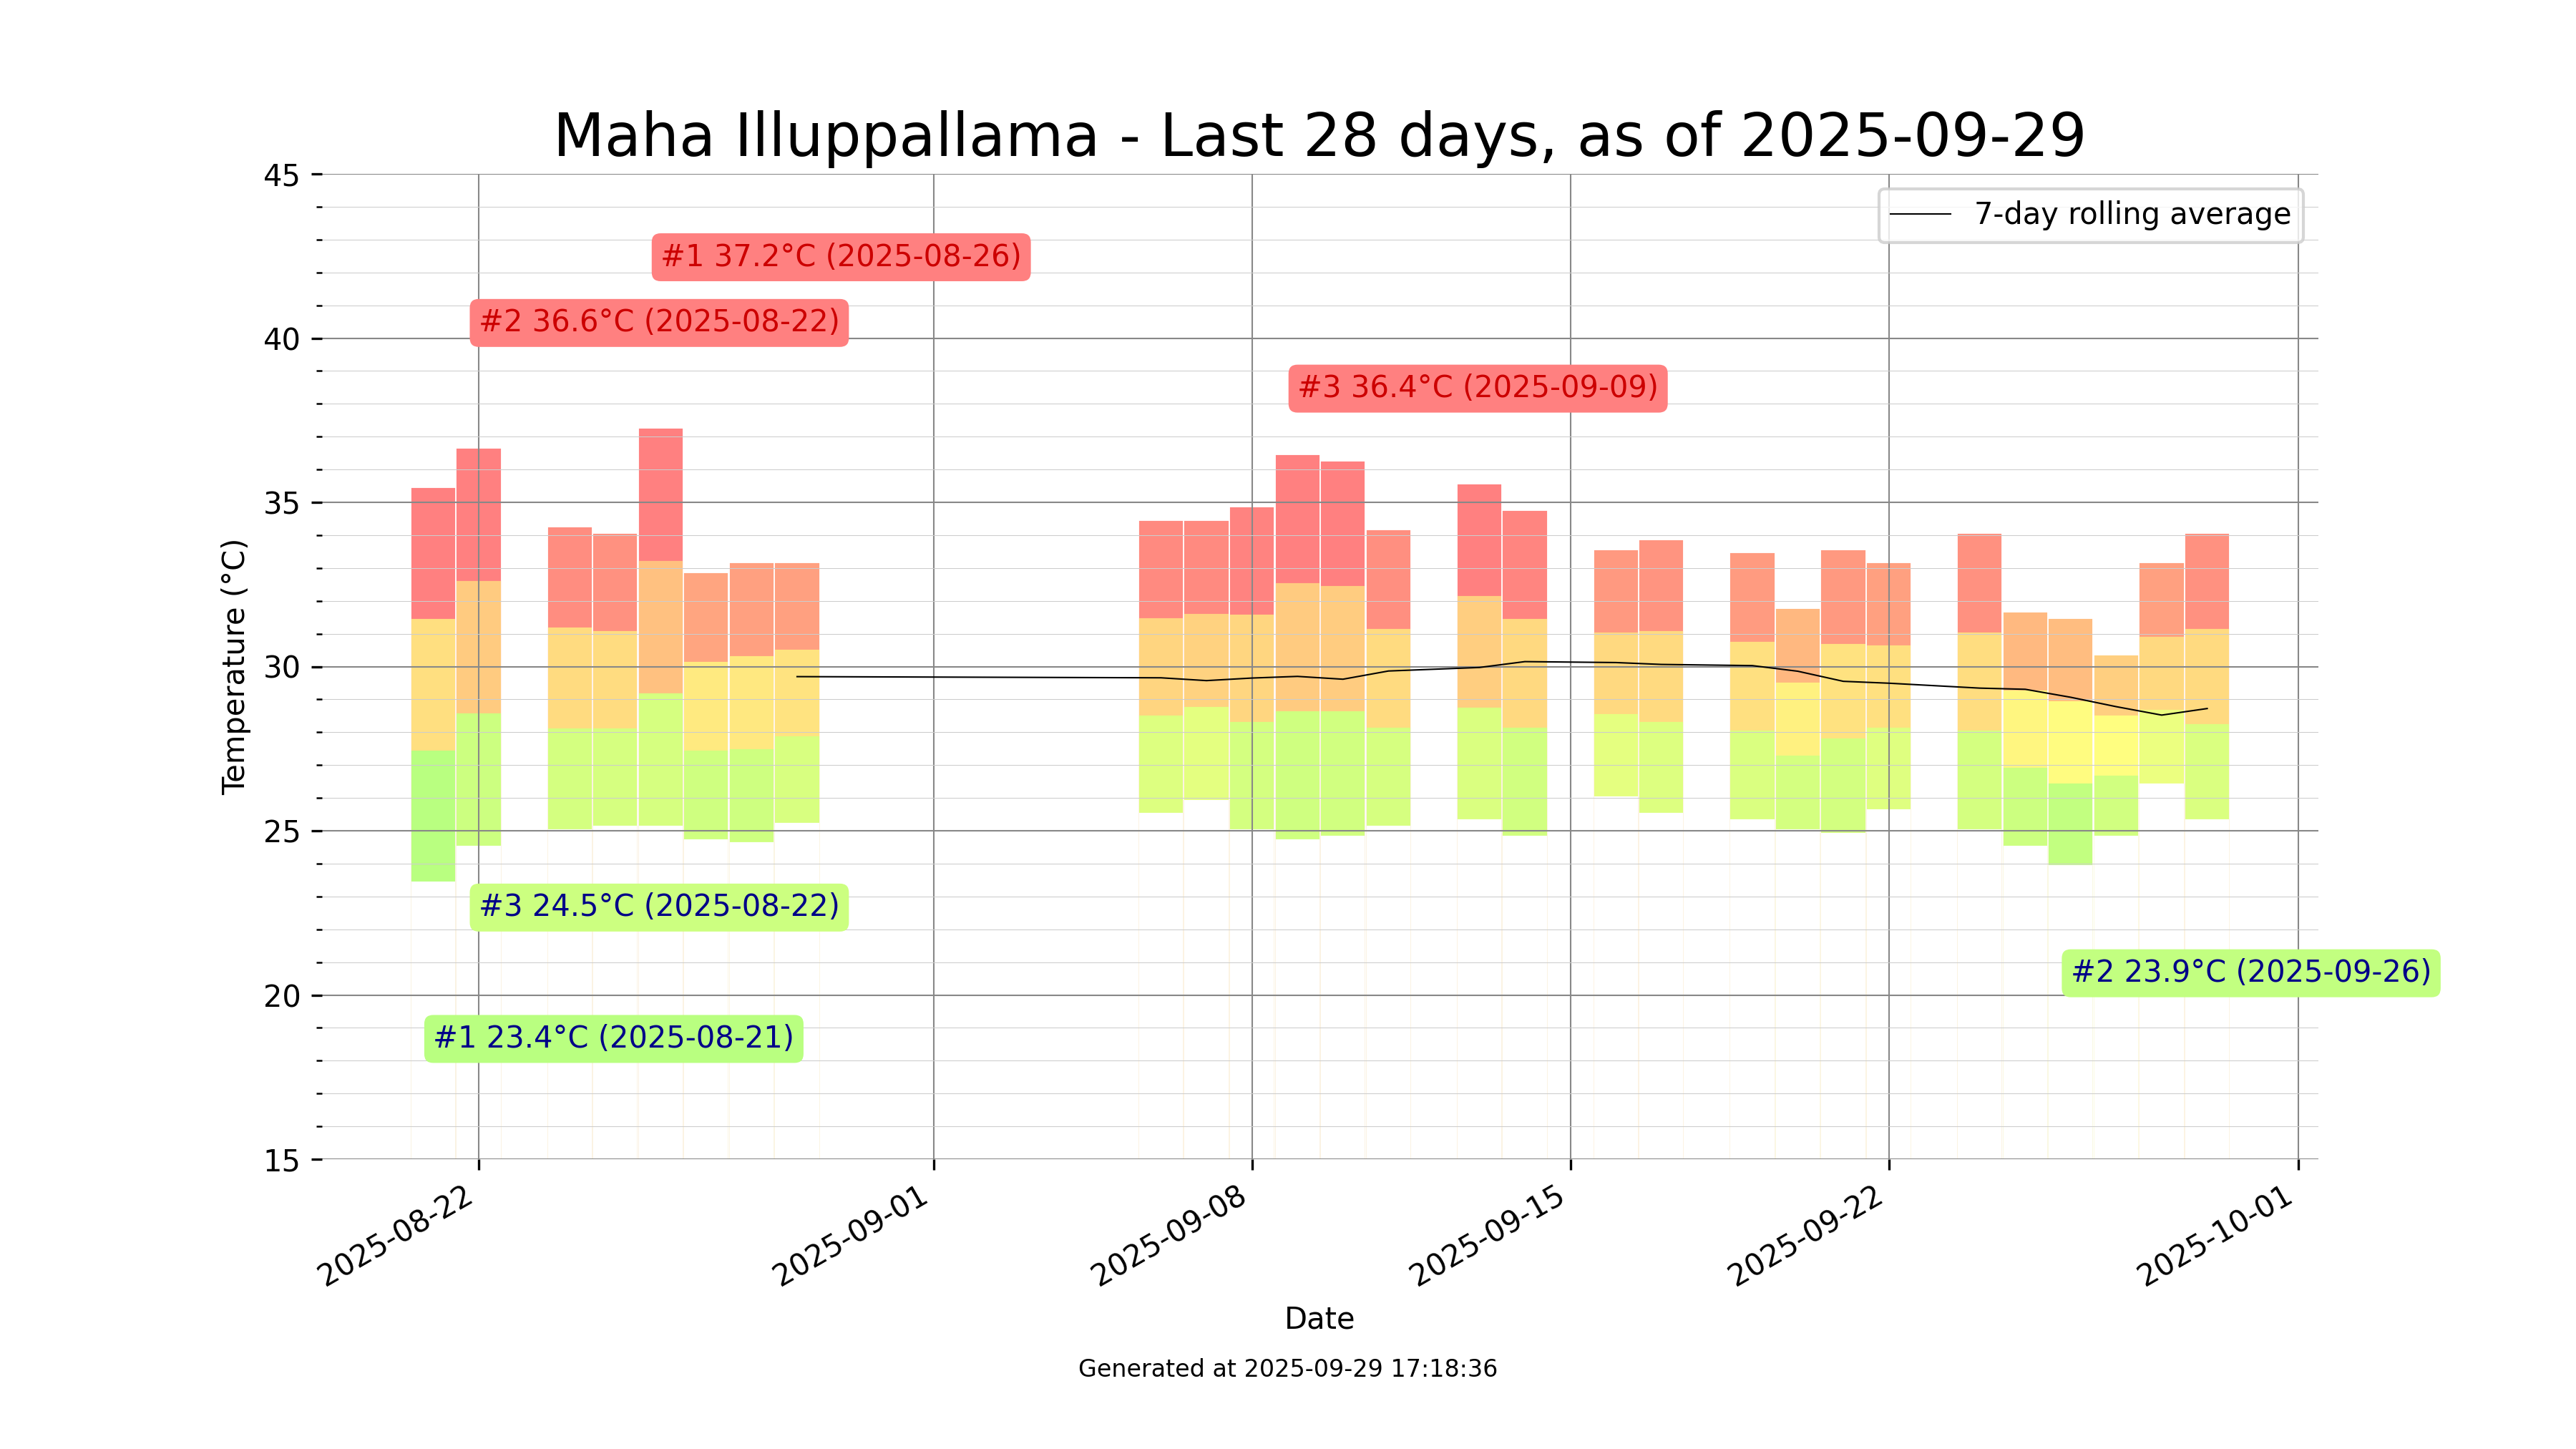 Maha Illuppallama - Last 28 days, as of 2025-09-29
45
7-day rolling average
#1 37.2°C (2025-08-26)
#2 36.6°C (2025-08-22)
40
#3 36.4°C (2025-09-09)
35
Temperature (°C)
30
25
#3 24.5°C (2025-08-22)
#2 23.9°C (2025-09-26)
20
#1 23.4°C (2025-08-21)
15
2025-08-22
2025-09-01
2025-09-08
2025-09-15
2025-09-22
2025-10-01
Date
Generated at 2025-09-29 17:18:36